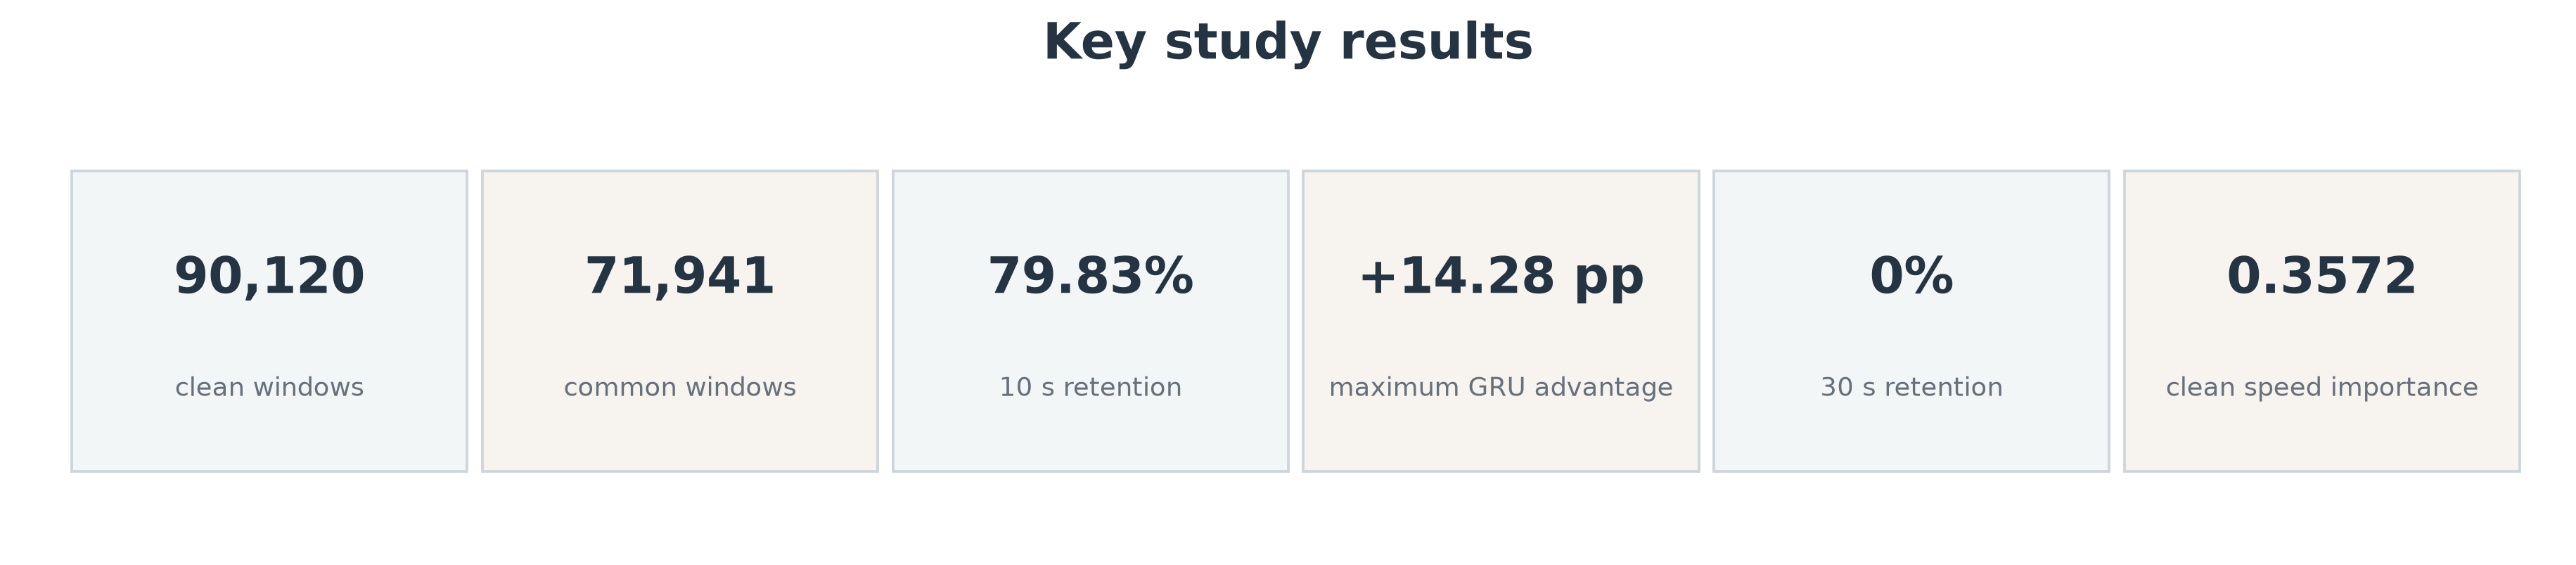 Key study results
90,120
clean windows
71,941
common windows
79.83%
10 s retention
+14.28 pp
maximum GRU advantage
0%
30 s retention
0.3572
clean speed importance